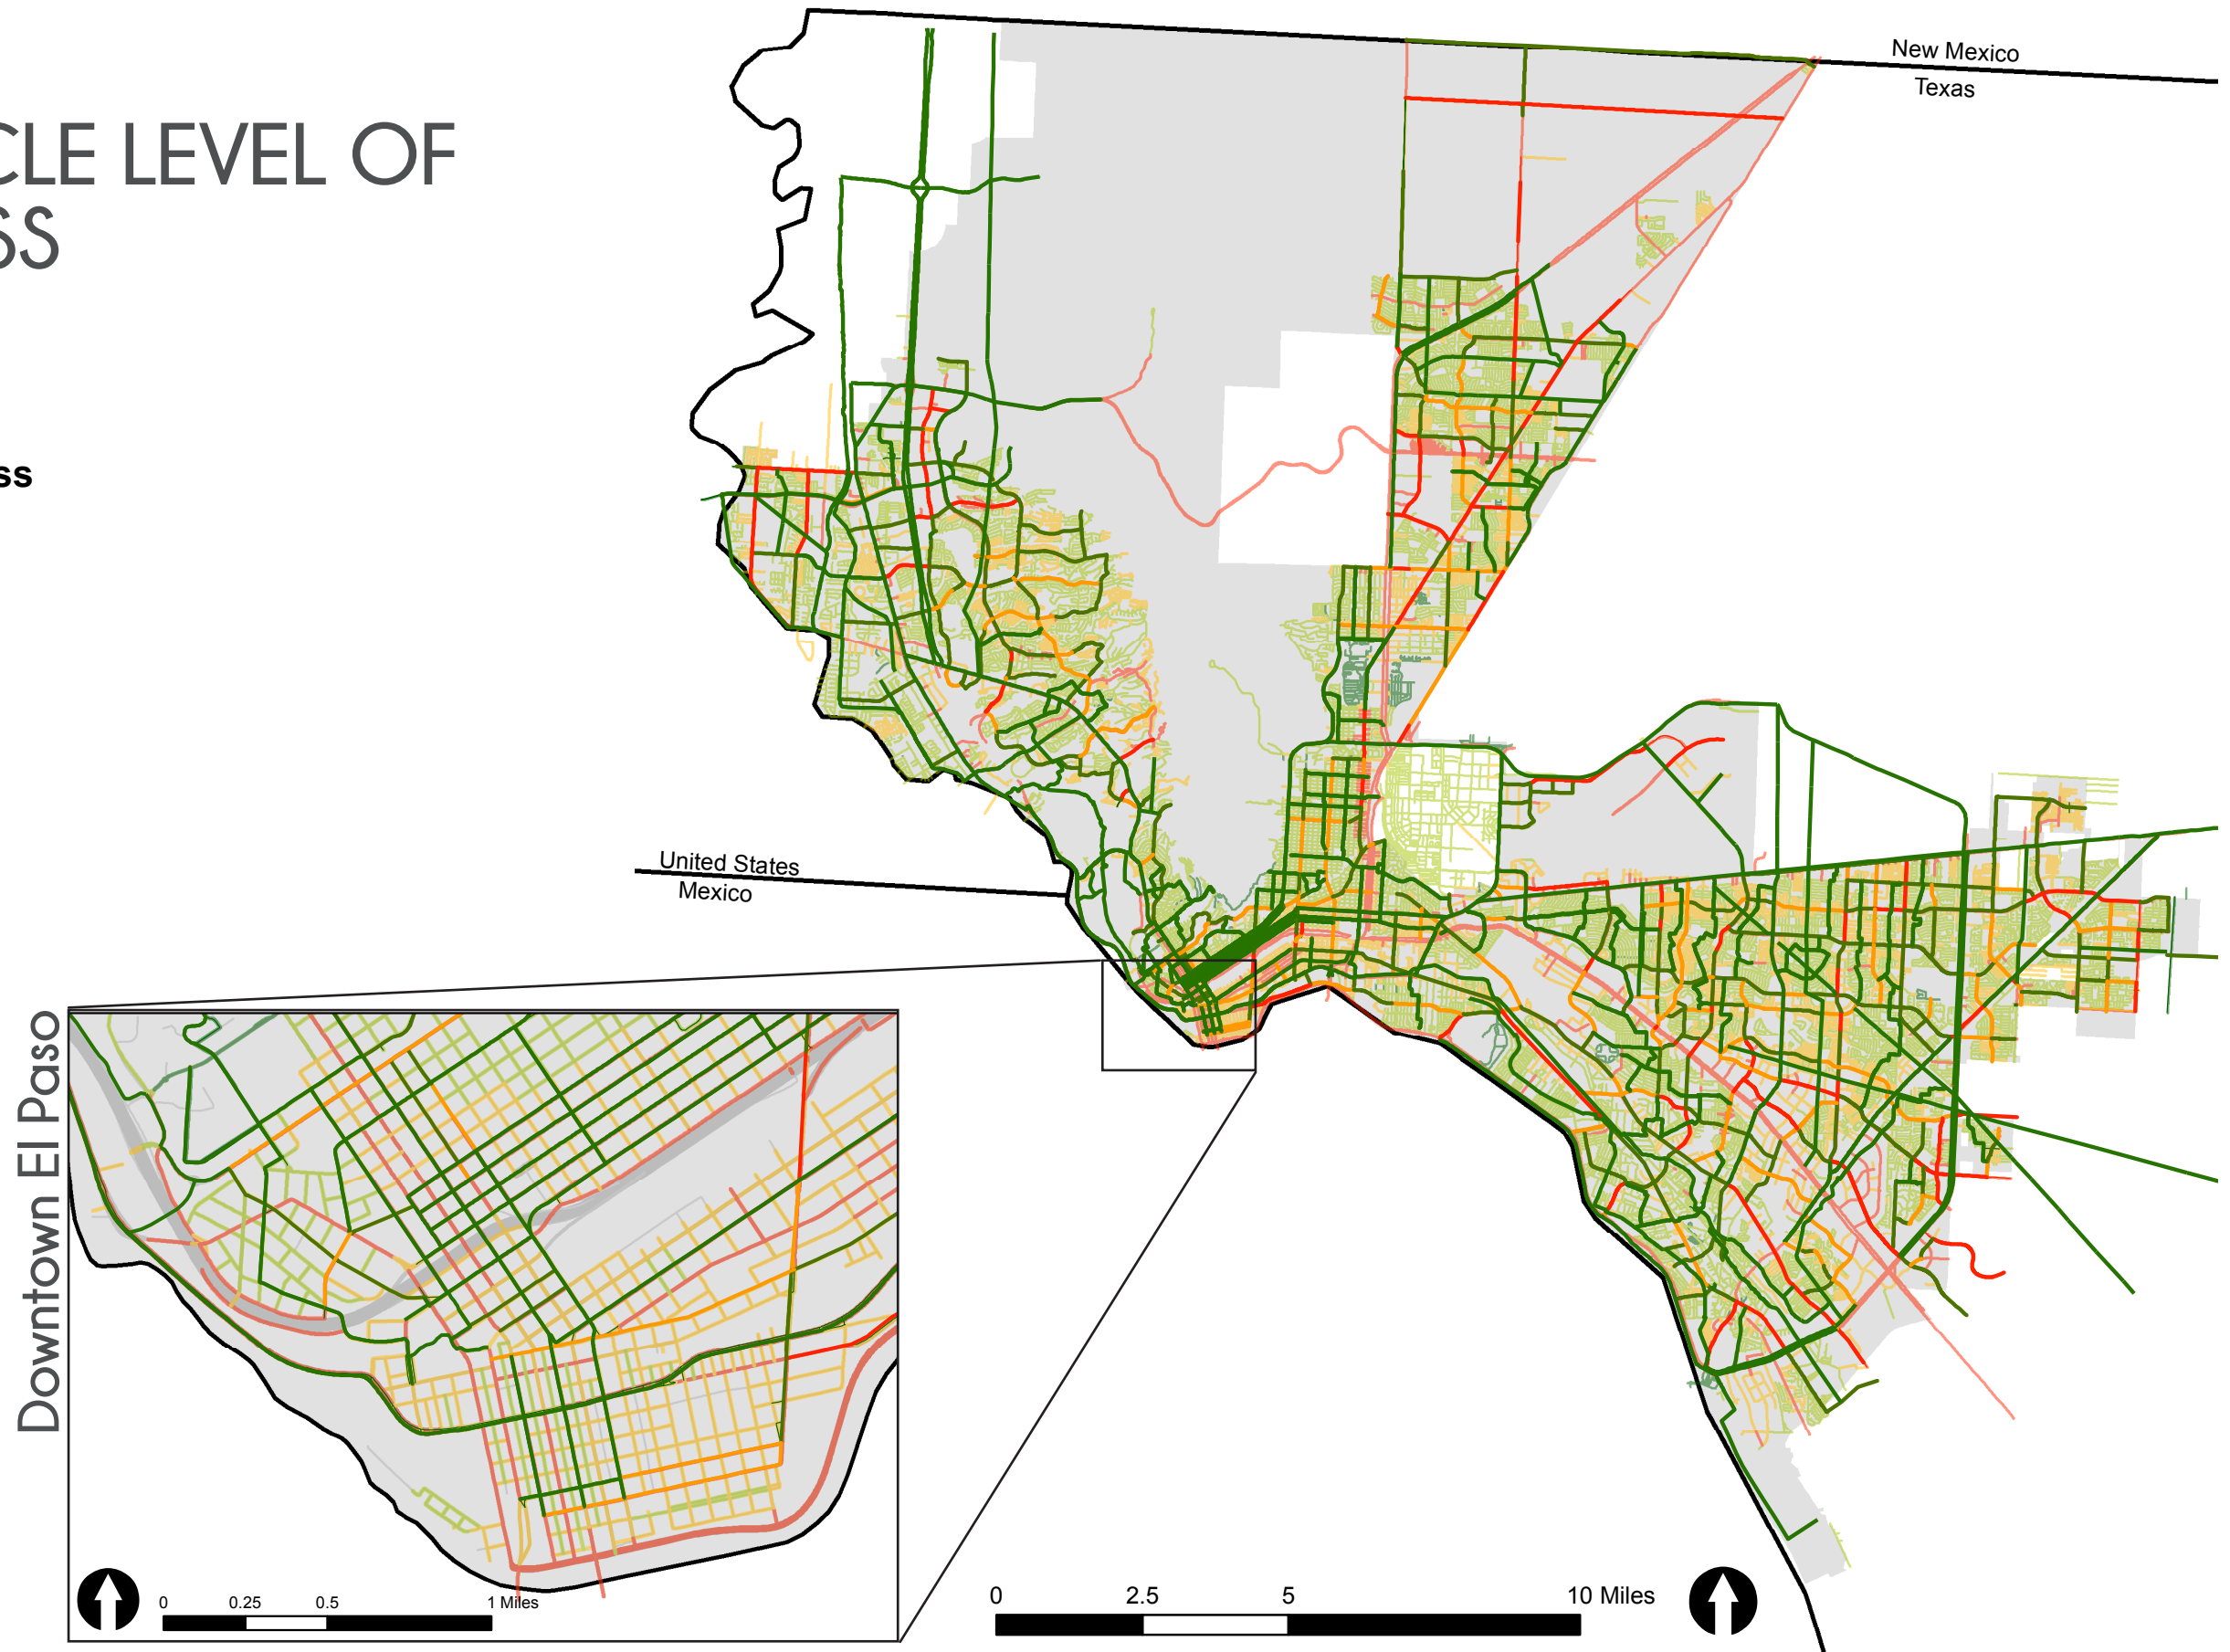 CLE LEVEL OF
SS
ss
New Mexico
Texas
United States
Mexico
Downtown El Paso
0 0.25 0.5 1 Miles
0 2.5 5 10 Miles